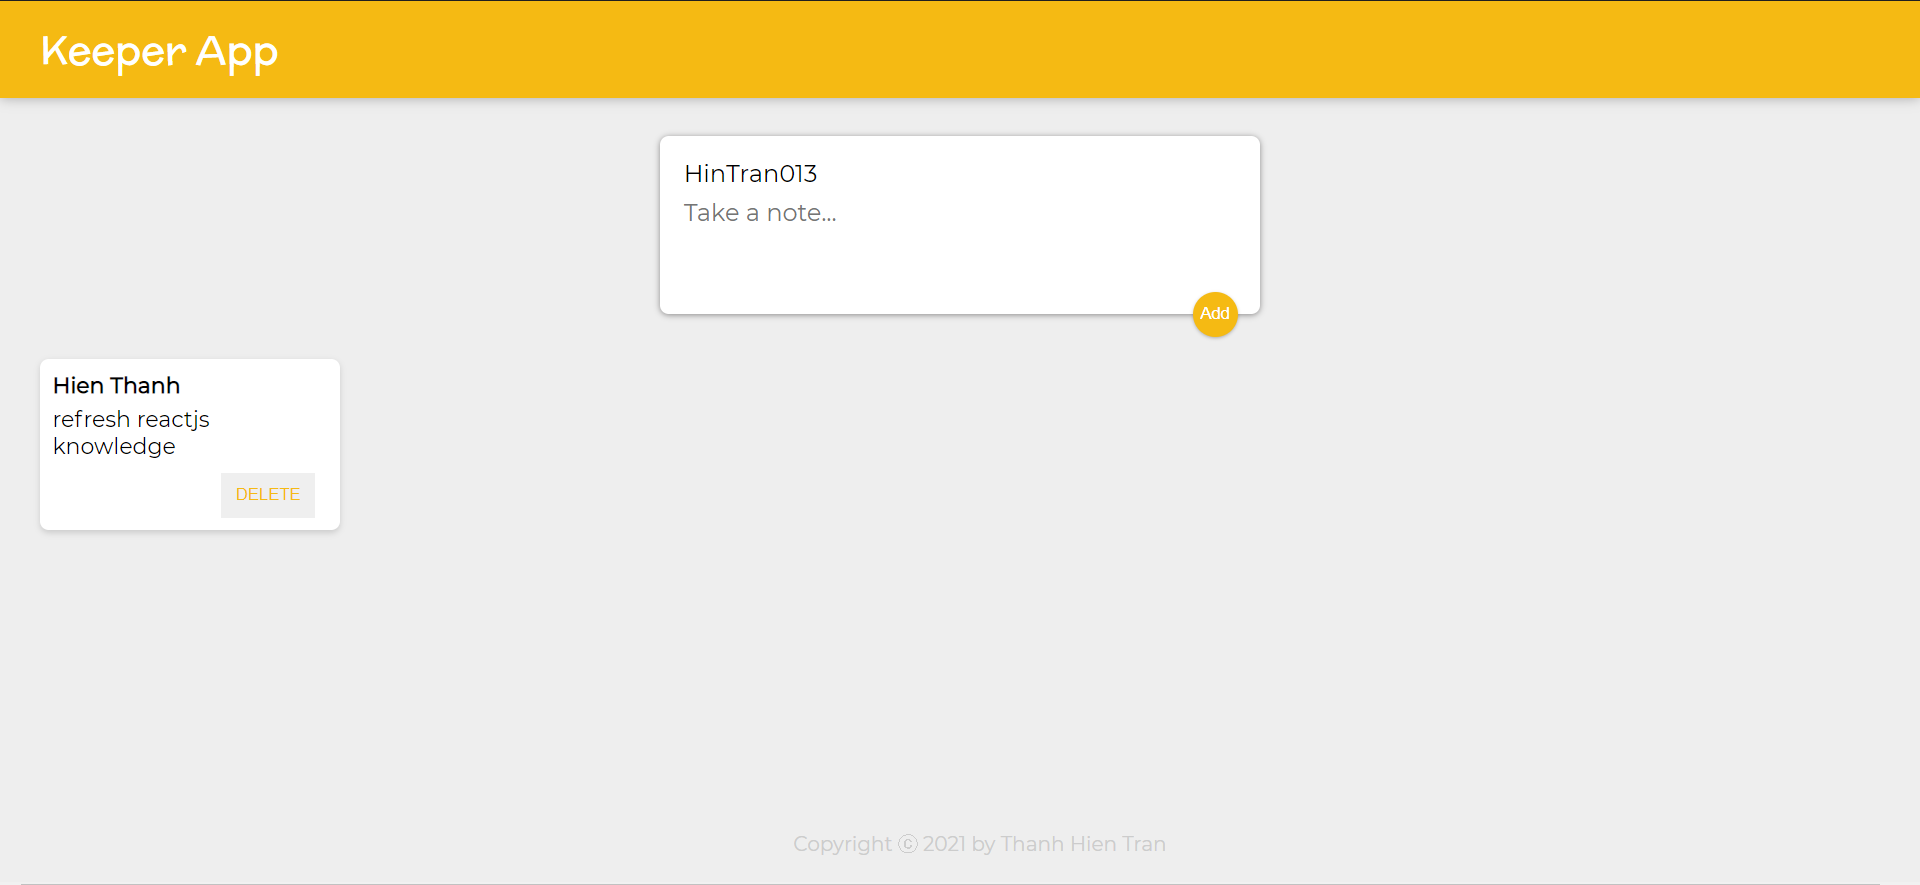 Keeper App
HinTran013
Take a note...
Add
Hien Thanh
refresh reactjs
knowledge
DELETE
Copyright ⓒ 2021 by Thanh Hien Tran